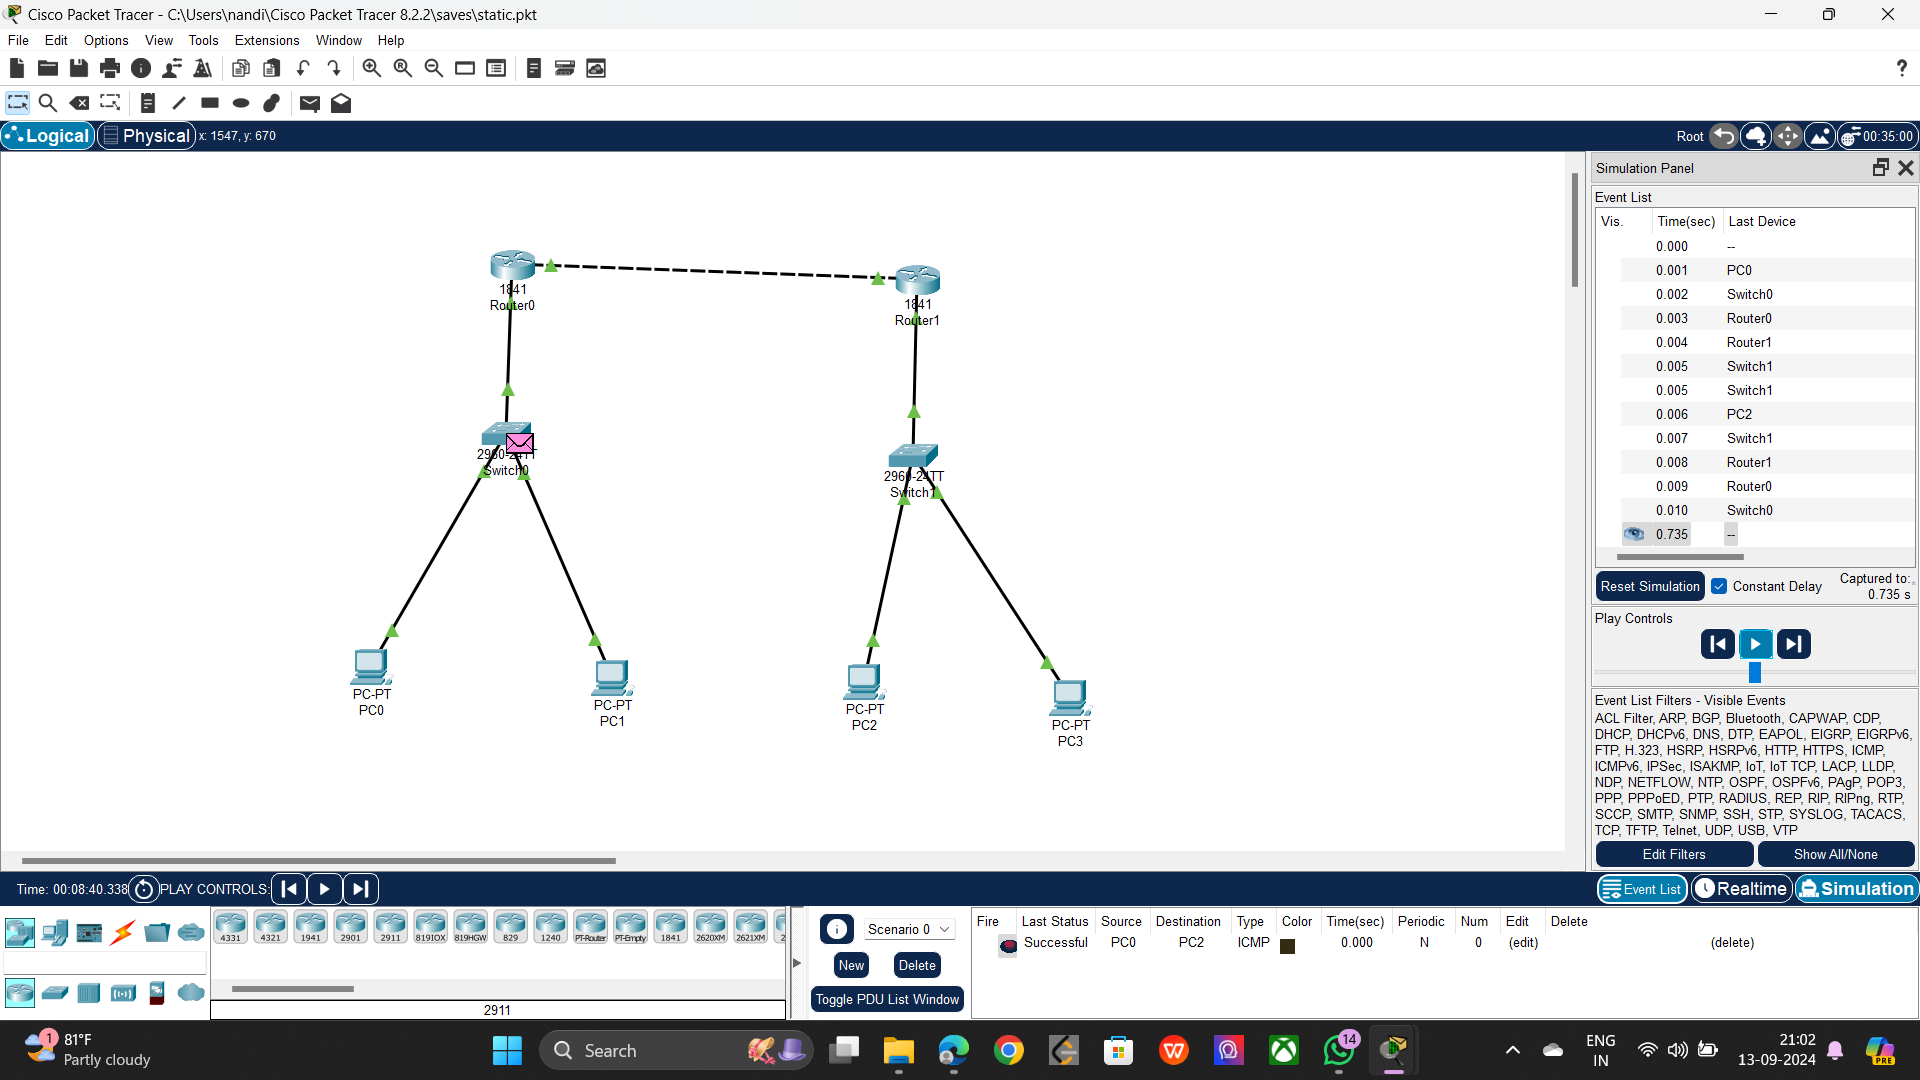 Cisco Packet Tracer - C:\Users\nandi\Cisco Packet Tracer 8.2.2\saves\static.pkt
File Edit Options View Tools Extensions Window Help
?
Logical Physical x: 1547, y: 670
Root 00:35:00
1841
Router0
1841
Router1
2960-24TT
Switch0
2960-24TT
Switch1
PC-PT
PC0
PC-PT
PC1
PC-PT
PC2
PC-PT
PC3
Simulation Panel
Event List
Vis. Time(sec) Last Device
0.000 --
0.001 PC0
0.002 Switch0
0.003 Router0
0.004 Router1
0.005 Switch1
0.005 Switch1
0.006 PC2
0.007 Switch1
0.008 Router1
0.009 Router0
0.010 Switch0
0.735 --
Reset Simulation Constant Delay Captured to:
0.735 s
Play Controls
Event List Filters - Visible Events
ACL Filter, ARP, BGP, Bluetooth, CAPWAP, CDP,
DHCP, DHCPv6, DNS, DTP, EAPOL, EIGRP, EIGRPv6,
FTP, H.323, HSRP, HSRPv6, HTTP, HTTPS, ICMP,
ICMPv6, IPSec, ISAKMP, IoT, IoT TCP, LACP, LLDP,
NDP, NETFLOW, NTP, OSPF, OSPFv6, PAgP, POP3,
PPP, PPPoED, PTP, RADIUS, REP, RIP, RIPng, RTP,
SCCP, SMTP, SNMP, SSH, STP, SYSLOG, TACACS,
TCP, TFTP, Telnet, UDP, USB, VTP
Edit Filters Show All/None
Time: 00:08:40.338 PLAY CONTROLS:
Event List Realtime Simulation
4331 4321 1941 2901 2911 819IOX 819HGW 829 1240 PT-Router PT-Empty 1841 2620XM 2621XM 2
2911
Scenario 0
New Delete
Toggle PDU List Window
Fire Last Status Source Destination Type Color Time(sec) Periodic Num Edit Delete
Successful PC0 PC2 ICMP 0.000 N 0 (edit) (delete)
1 81°F
Partly cloudy
Search
14
ENG
IN
21:02
13-09-2024
PRE